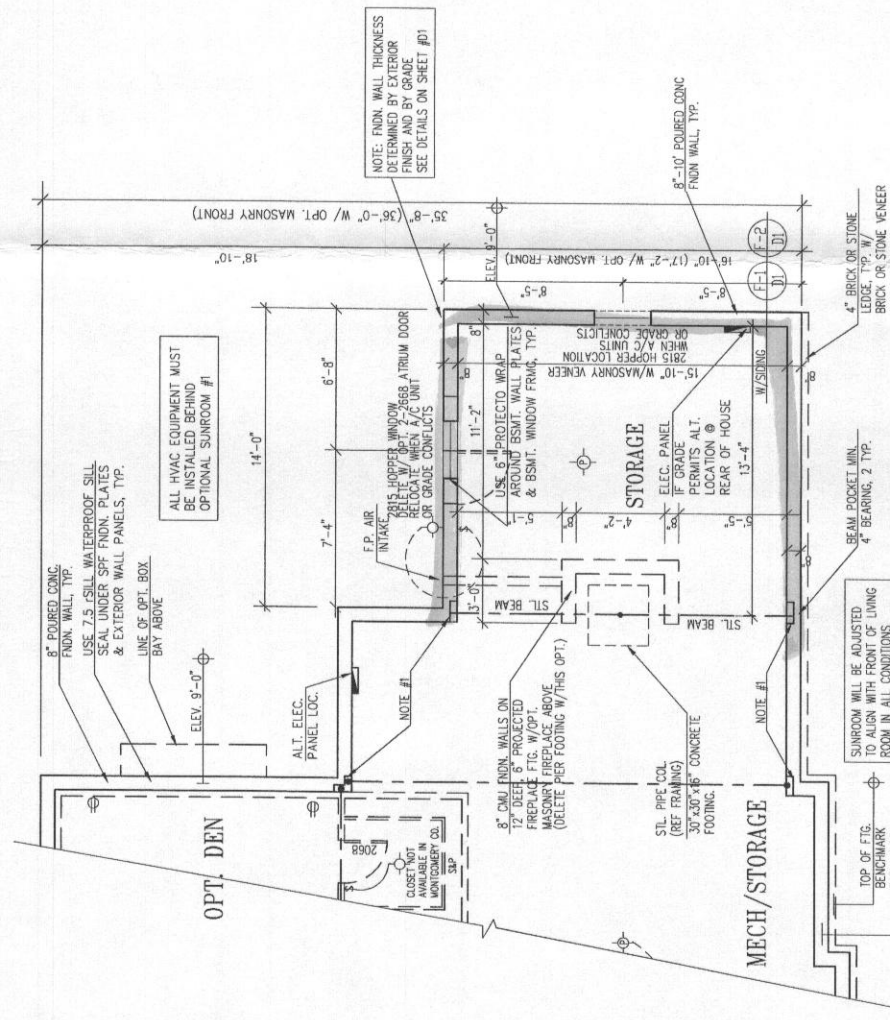 8" POURED CONC.
FNDN. WALL, TYP.
USE 7.5 rSILL WATERPROOF SILL
SEAL UNDER SPF FNDN. PLATES
& EXTERIOR WALL PANELS, TYP.
LINE OF OPT. BOX
BAY ABOVE
ELEV. 9'-0"
ALL HVAC EQUIPMENT MUST
BE INSTALLED BEHIND
OPTIONAL SUNROOM #1
14'-0"
7'-4"
6'-8"
18'-10"
35'-8" (36'-0" W/ OPT. MASONRY FRONT)
NOTE: FNDN. WALL THICKNESS
DETERMINED BY EXTERIOR
FINISH AND BY GRADE
SEE DETAILS ON SHEET #D1
OPT. DEN
ALT. ELEC.
PANEL LOC.
2068
CLOSET NOT
AVAILABLE IN
MONTGOMERY CO.
S&P
NOTE #1
F.P. AIR
INTAKE
2815 HOPPER WINDOW
DELETE W/ OPT. 2-2668 ATRIUM DOOR
RELOCATE WHEN A/C UNIT
OR GRADE CONFLICTS
8"
8"
3'-0"
11'-2"
ELEV. 9'-0"
8'-5"
8'-5"
16'-10" (17'-2" W/ OPT. MASONRY FRONT)
USE 6" PROTECTO WRAP
AROUND BSMT. WALL PLATES
& BSMT. WINDOW FRMG, TYP.
5'-1"
8"
4'-2"
8"
5'-5"
8"
STL. BEAM
STL. BEAM
8" CMU FNDN. WALLS ON
12" DEEP, 6" PROJECTED
FIREPLACE FTG. W/OPT.
MASONRY FIREPLACE ABOVE
(DELETE PIER FOOTING W/THIS OPT.)
STORAGE
P
15'-10" W/MASONRY VENEER
2815 HOPPER LOCATION
WHEN A/C UNITS
OR GRADE CONFLICTS
8"-10' POURED CONC
FNDN WALL, TYP.
ELEC. PANEL
IF GRADE
PERMITS ALT.
LOCATION @
REAR OF HOUSE
13'-4"
W/SIDING
8"
F-1
D1
F-2
D1
STL. PIPE COL.
(REF FRAMING)
30"x30"x16" CONCRETE
FOOTING.
NOTE #1
MECH/STORAGE
P
BEAM POCKET MIN.
4" BEARING, 2 TYP.
4" BRICK OR STONE
LEDGE, TYP. W/
BRICK OR STONE VENEER
TOP OF FTG.
BENCHMARK
SUNROOM WILL BE ADJUSTED
TO ALIGN WITH FRONT OF LIVING
ROOM IN ALL CONDITIONS